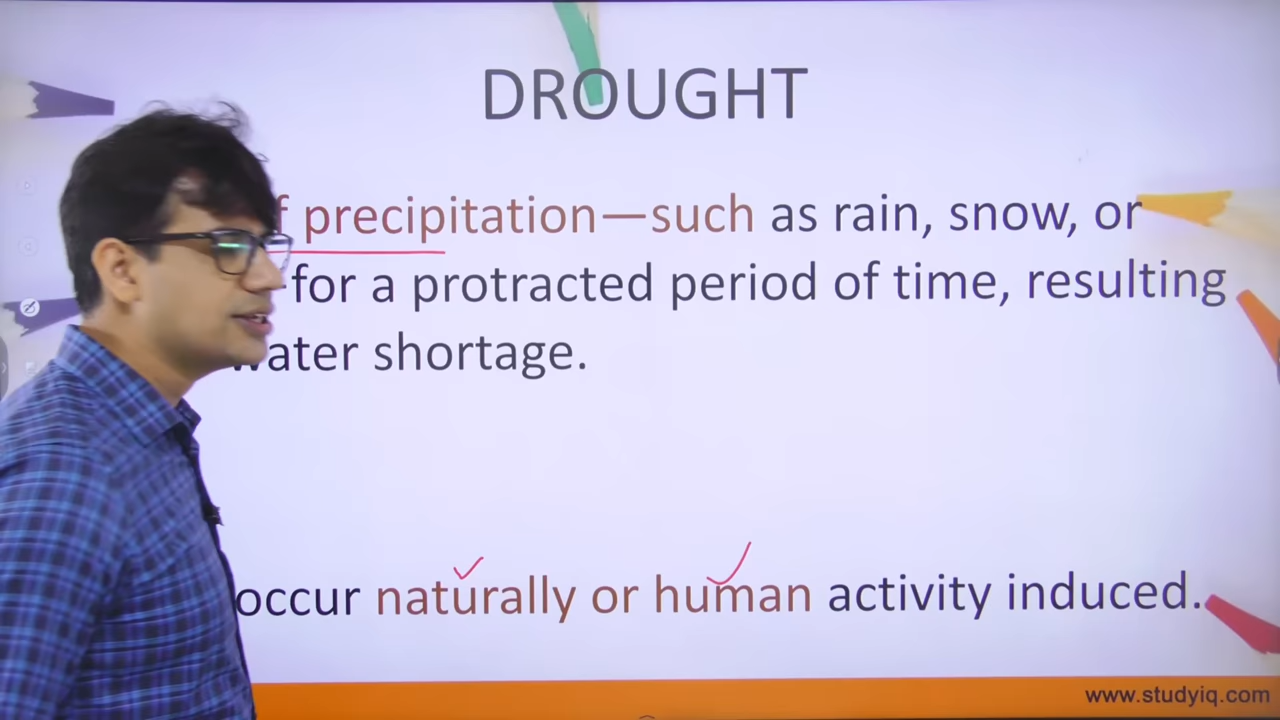 DROUGHT
f precipitation—such as rain, snow, or
for a protracted period of time, resulting
water shortage.
occur naturally or human activity induced.
www.studyiq.com